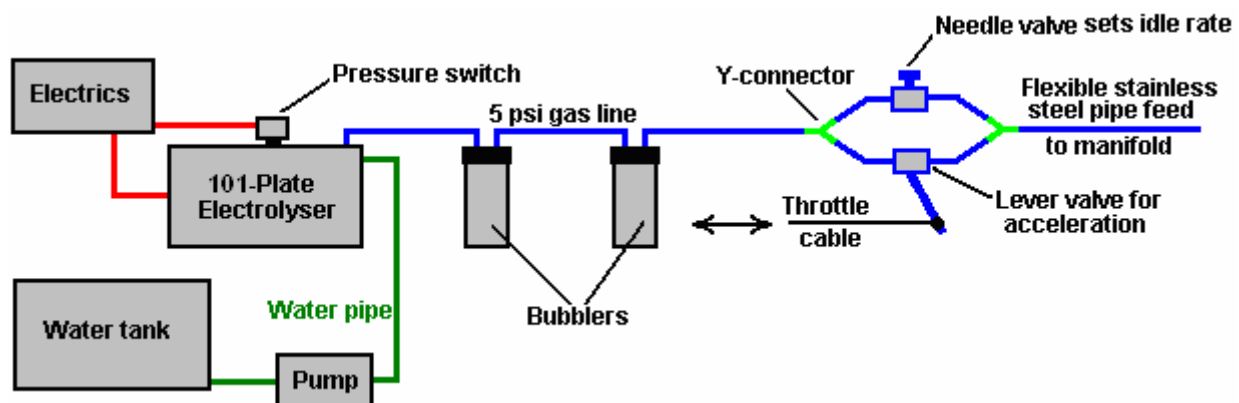 Needle valve sets idle rate
Pressure switch
Y-connector
Electrics
5 psi gas line
Flexible stainless
steel pipe feed
to manifold
101-Plate
Electrolyser
Lever valve for
acceleration
Throttle
cable
Water pipe
Bubblers
Water tank
Pump